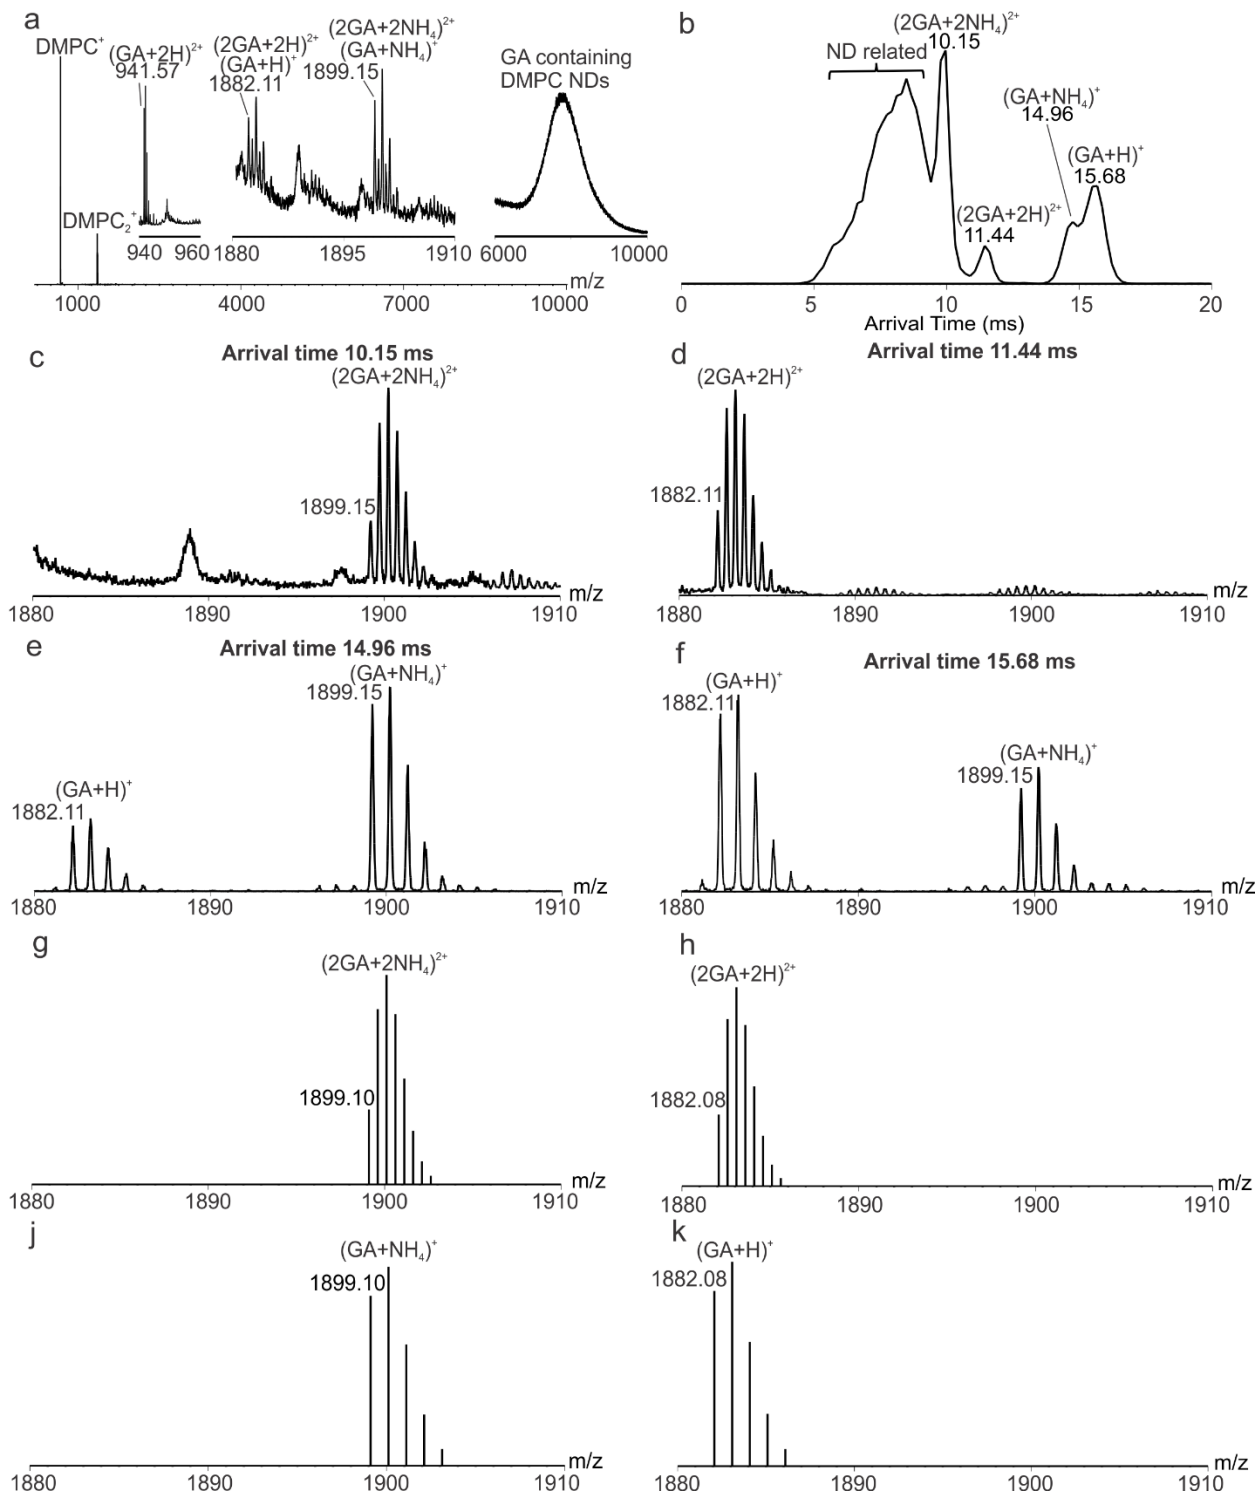 a
DMPC⁺
(GA+2H)²⁺
941.57
(2GA+2H)²⁺
(GA+H)⁺
1882.11
(2GA+2NH₄)²⁺
(GA+NH₄)⁺
1899.15
GA containing
DMPC NDs
DMPC₂⁺
940 960
1880 1895 1910
6000 10000
1000 4000 7000 10000 m/z
b
(2GA+2NH₄)²⁺
10.15
ND related
(GA+NH₄)⁺
14.96
(GA+H)⁺
15.68
(2GA+2H)²⁺
11.44
0 5 10 15 20
Arrival Time (ms)
c
Arrival time 10.15 ms
(2GA+2NH₄)²⁺
1899.15
m/z
1880 1890 1900 1910
d
Arrival time 11.44 ms
(2GA+2H)²⁺
1882.11
m/z
1880 1890 1900 1910
e
Arrival time 14.96 ms
(GA+NH₄)⁺
1899.15
(GA+H)⁺
1882.11
m/z
1880 1890 1900 1910
f
Arrival time 15.68 ms
(GA+H)⁺
1882.11
(GA+NH₄)⁺
1899.15
m/z
1880 1890 1900 1910
g
(2GA+2NH₄)²⁺
1899.10
m/z
1880 1890 1900 1910
h
(2GA+2H)²⁺
1882.08
m/z
1880 1890 1900 1910
j
(GA+NH₄)⁺
1899.10
m/z
1880 1890 1900 1910
k
(GA+H)⁺
1882.08
m/z
1880 1890 1900 1910